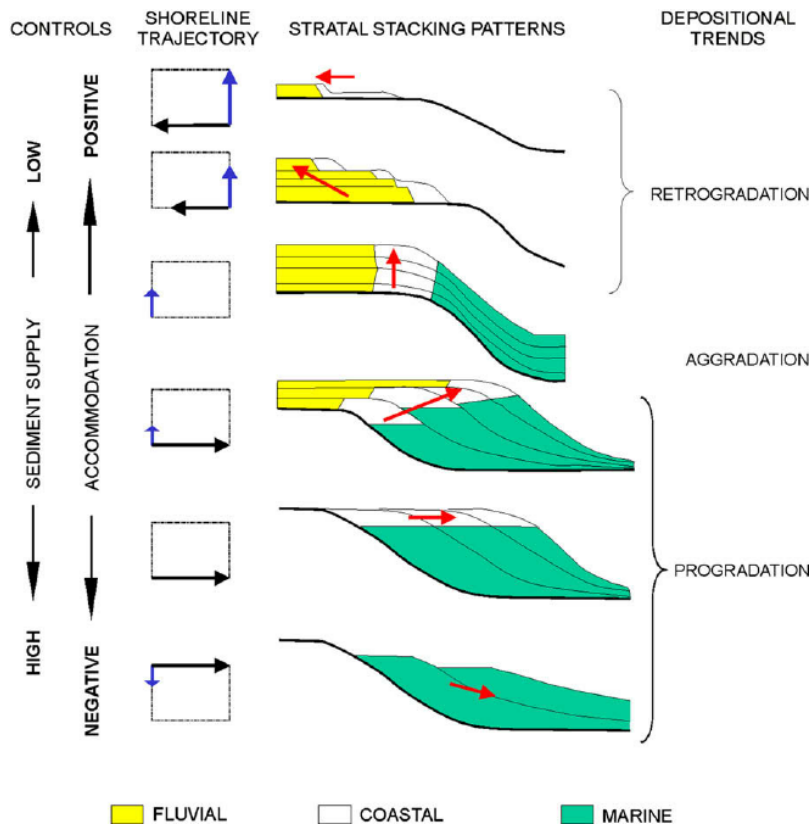 CONTROLS
SHORELINE
TRAJECTORY
STRATAL STACKING PATTERNS
DEPOSITIONAL
TRENDS
LOW
POSITIVE
SEDIMENT SUPPLY
ACCOMMODATION
HIGH
NEGATIVE
RETROGRADATION
AGGRADATION
PROGRADATION
FLUVIAL
COASTAL
MARINE